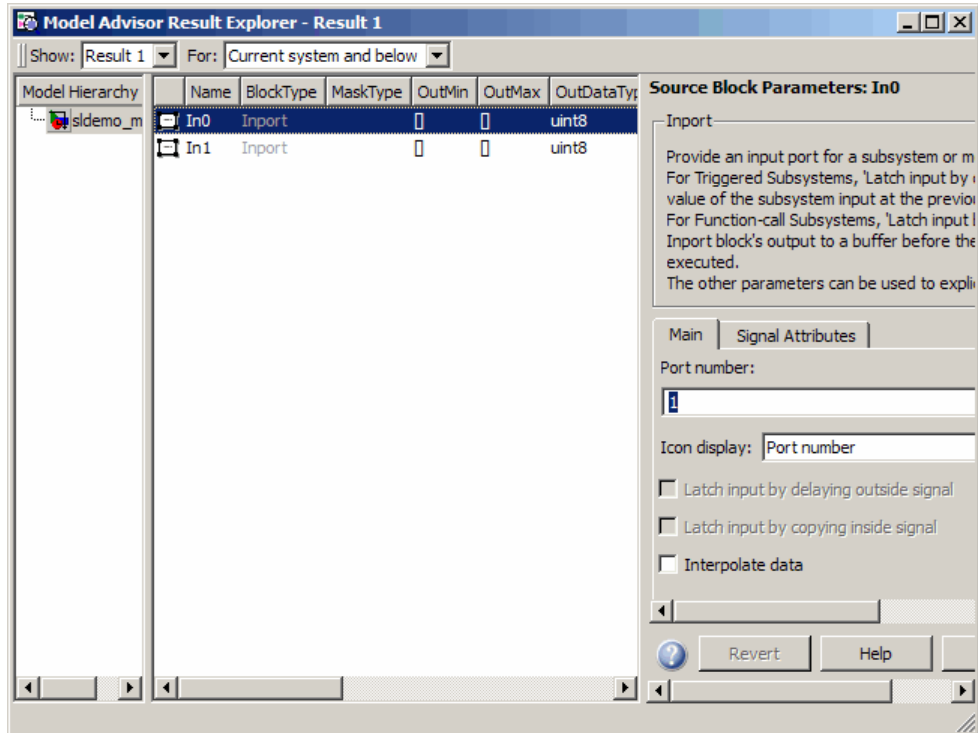 Model Advisor Result Explorer - Result 1
Show: Result 1 For: Current system and below
Model Hierarchy
sldemo_m
Name BlockType MaskType OutMin OutMax OutDataTyp
In0 Inport [] [] uint8
In1 Inport [] [] uint8
Source Block Parameters: In0
Inport
Provide an input port for a subsystem or m
For Triggered Subsystems, 'Latch input by
value of the subsystem input at the previou
For Function-call Subsystems, 'Latch input
Inport block's output to a buffer before the
executed.
The other parameters can be used to expli
Main Signal Attributes
Port number:
1
Icon display: Port number
Latch input by delaying outside signal
Latch input by copying inside signal
Interpolate data
Revert Help